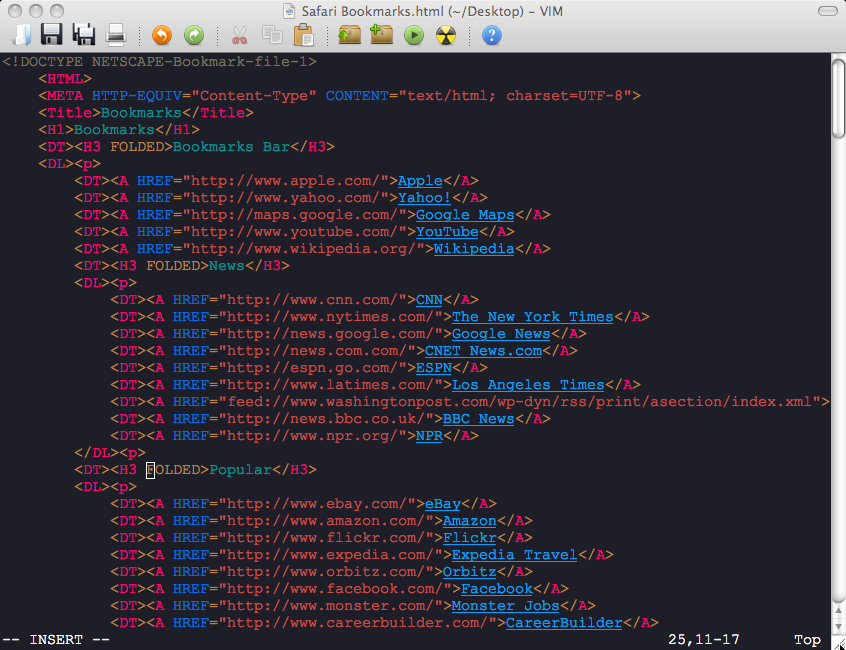 Safari Bookmarks.html (~/Desktop) – VIM
<!DOCTYPE NETSCAPE-Bookmark-file-1>
<HTML>
<META HTTP-EQUIV="Content-Type" CONTENT="text/html; charset=UTF-8">
<Title>Bookmarks</Title>
<H1>Bookmarks</H1>
<DT><H3 FOLDED>Bookmarks Bar</H3>
<DL><p>
<DT><A HREF="http://www.apple.com/">Apple</A>
<DT><A HREF="http://www.yahoo.com/">Yahoo!</A>
<DT><A HREF="http://maps.google.com/">Google Maps</A>
<DT><A HREF="http://www.youtube.com/">YouTube</A>
<DT><A HREF="http://www.wikipedia.org/">Wikipedia</A>
<DT><H3 FOLDED>News</H3>
<DL><p>
<DT><A HREF="http://www.cnn.com/">CNN</A>
<DT><A HREF="http://www.nytimes.com/">The New York Times</A>
<DT><A HREF="http://news.google.com/">Google News</A>
<DT><A HREF="http://news.com.com/">CNET News.com</A>
<DT><A HREF="http://espn.go.com/">ESPN</A>
<DT><A HREF="http://www.latimes.com/">Los Angeles Times</A>
<DT><A HREF="feed://www.washingtonpost.com/wp-dyn/rss/print/asection/index.xml">
<DT><A HREF="http://news.bbc.co.uk/">BBC News</A>
<DT><A HREF="http://www.npr.org/">NPR</A>
</DL><p>
<DT><H3 FOLDED>Popular</H3>
<DL><p>
<DT><A HREF="http://www.ebay.com/">eBay</A>
<DT><A HREF="http://www.amazon.com/">Amazon</A>
<DT><A HREF="http://www.flickr.com/">Flickr</A>
<DT><A HREF="http://www.expedia.com/">Expedia Travel</A>
<DT><A HREF="http://www.orbitz.com/">Orbitz</A>
<DT><A HREF="http://www.facebook.com/">Facebook</A>
<DT><A HREF="http://www.monster.com/">Monster Jobs</A>
<DT><A HREF="http://www.careerbuilder.com/">CareerBuilder</A>
-- INSERT -- 25,11-17 Top